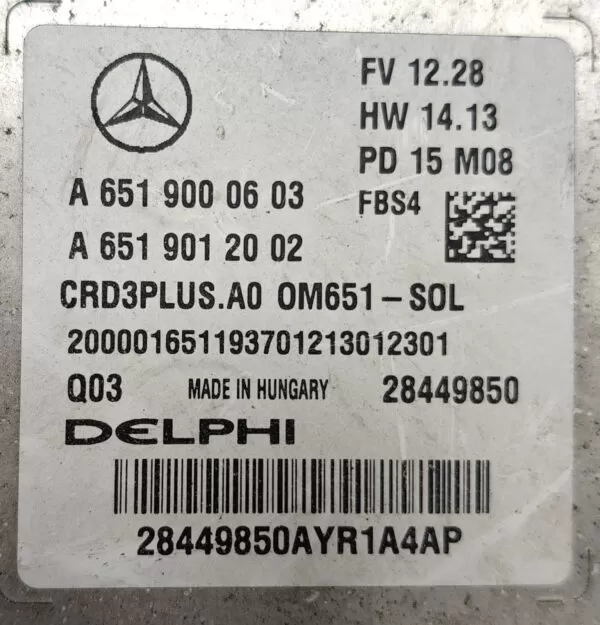 FV 12.28
HW 14.13
PD 15 M08
A 651 900 06 03
FBS4
A 651 901 20 02
CRD3PLUS.A0 OM651-SOL
200001651193701213012301
Q03 MADE IN HUNGARY 28449850
DELPHI
28449850AYR1A4AP